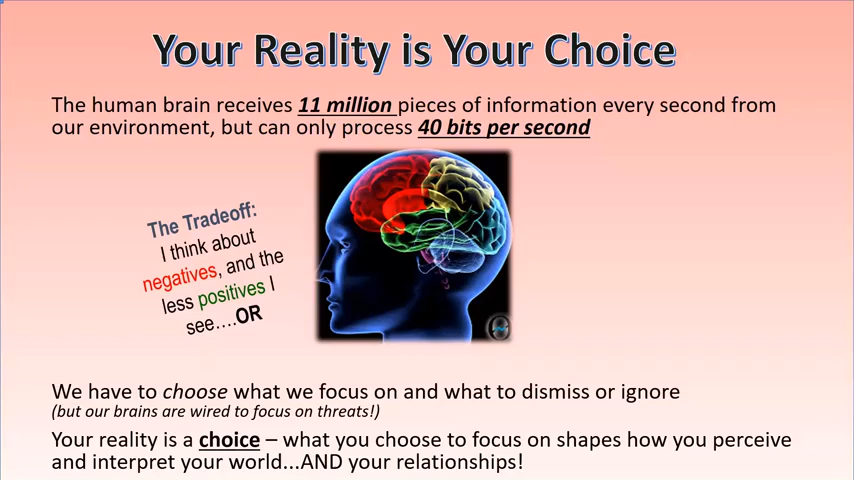 Your Reality is Your Choice
The human brain receives 11 million pieces of information every second from
our environment, but can only process 40 bits per second
The Tradeoff:
I think about
negatives, and the
less positives I
see....OR
We have to choose what we focus on and what to dismiss or ignore
(but our brains are wired to focus on threats!)
Your reality is a choice – what you choose to focus on shapes how you perceive
and interpret your world...AND your relationships!